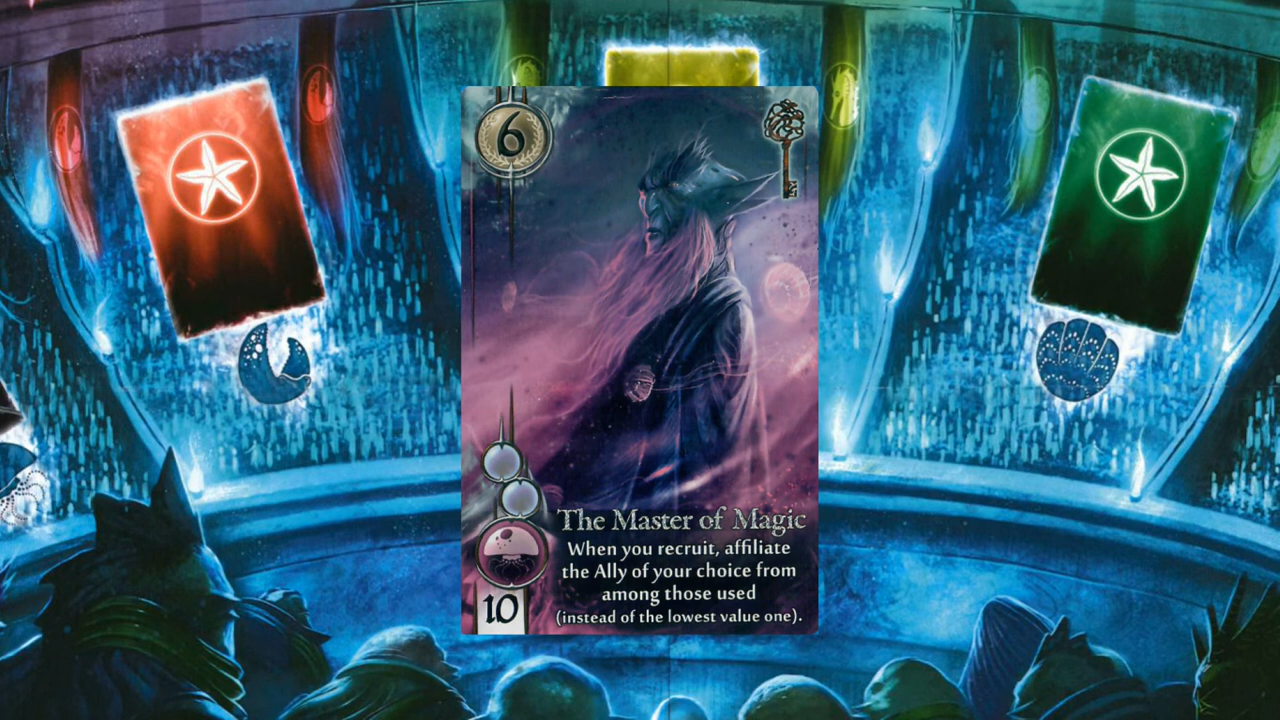 6
The Master of Magic
When you recruit, affiliate
the Ally of your choice from
among those used
(instead of the lowest value one).
10